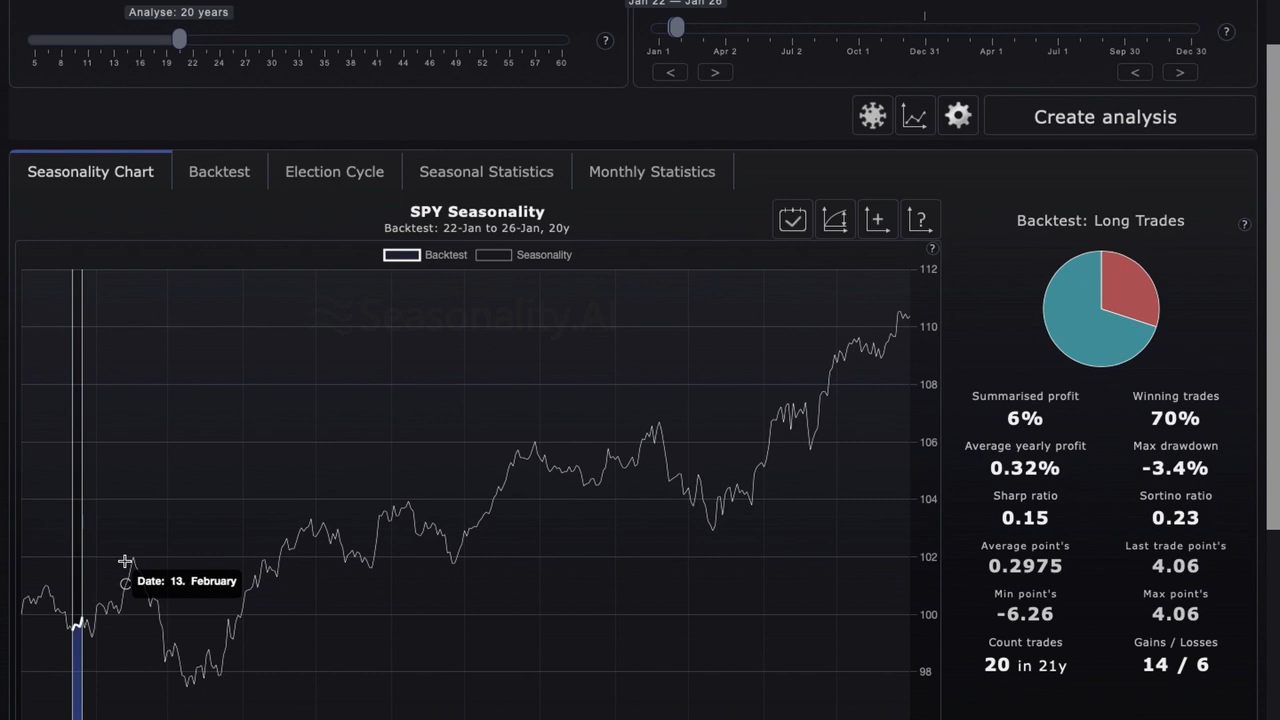 Analyse: 20 years
5 8 11 13 16 19 22 24 27 30 33 35 38 41 44 46 49 52 55 57 60
?
Jan 22 — Jan 26
Jan 1 Apr 2 Jul 2 Oct 1 Dec 31 Apr 1 Jul 1 Sep 30 Dec 30
?
< > < >
Create analysis
Seasonality Chart Backtest Election Cycle Seasonal Statistics Monthly Statistics
SPY Seasonality
Backtest: 22-Jan to 26-Jan, 20y
?
Backtest Seasonality
?
112
110
108
106
104
102
100
98
Seasonality.A
Date: 13. February
Backtest: Long Trades
?
Summarised profit Winning trades
6% 70%
Average yearly profit Max drawdown
0.32% -3.4%
Sharp ratio Sortino ratio
0.15 0.23
Average point's Last trade point's
0.2975 4.06
Min point's Max point's
-6.26 4.06
Count trades Gains / Losses
20 in 21y 14 / 6